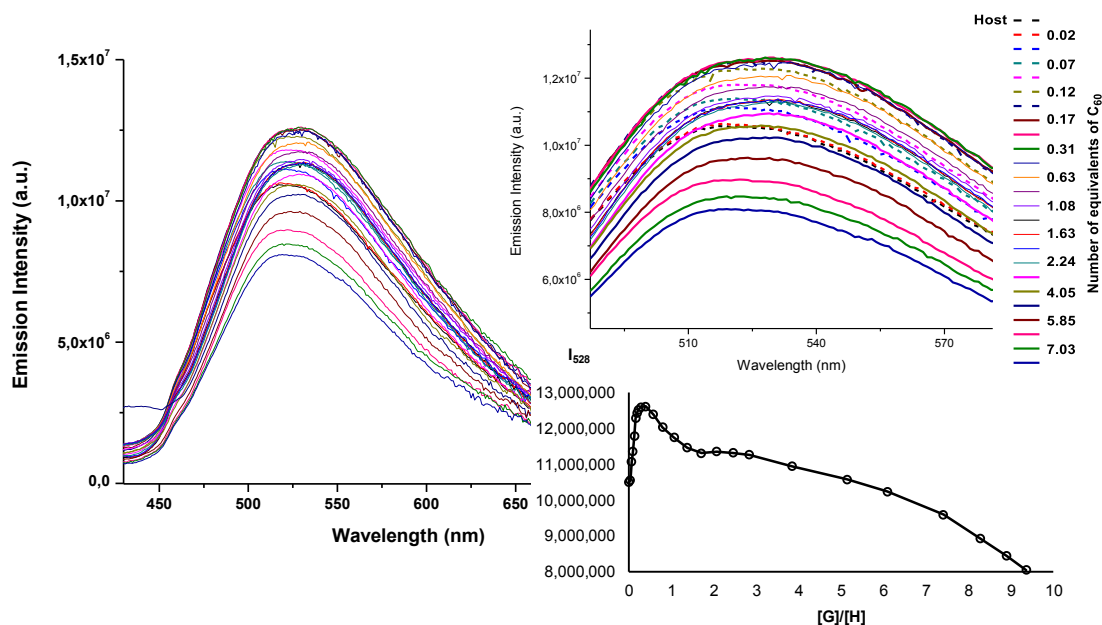 Emission Intensity (a.u.)
1,5x10⁷
1,0x10⁷
5,0x10⁶
0,0
450 500 550 600 650
Wavelength (nm)
Emission Intensity (a.u.)
1,2x10⁷
1,0x10⁷
8,0x10⁶
6,0x10⁶
510 540 570
Wavelength (nm)
Host
0.02
0.07
0.12
0.17
0.31
0.63
1.08
1.63
2.24
4.05
5.85
7.03
Number of equivalents of C₆₀
I₅₂₈
13,000,000
12,000,000
11,000,000
10,000,000
9,000,000
8,000,000
0 1 2 3 4 5 6 7 8 9 10
[G]/[H]